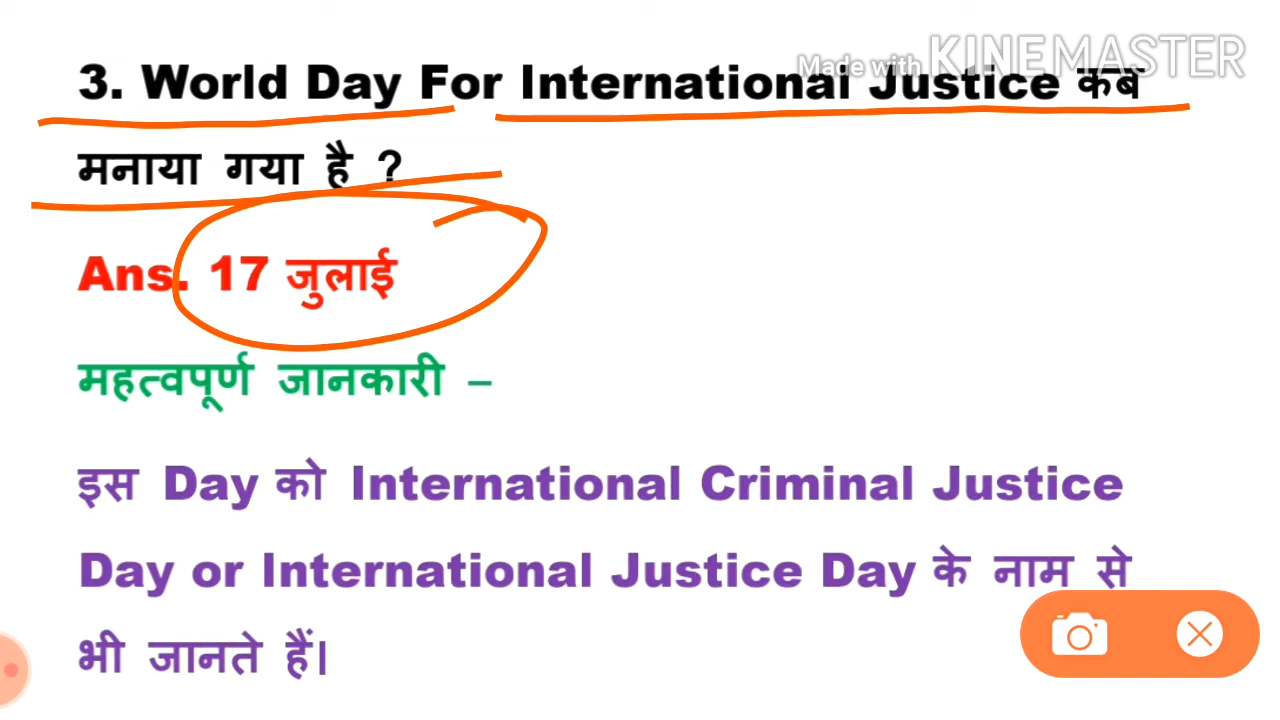 Made with KINEMASTER
3. World Day For International Justice कब
मनाया गया है ?
Ans. 17 जुलाई
महत्वपूर्ण जानकारी –
इस Day को International Criminal Justice
Day or International Justice Day के नाम से
भी जानते हैं।